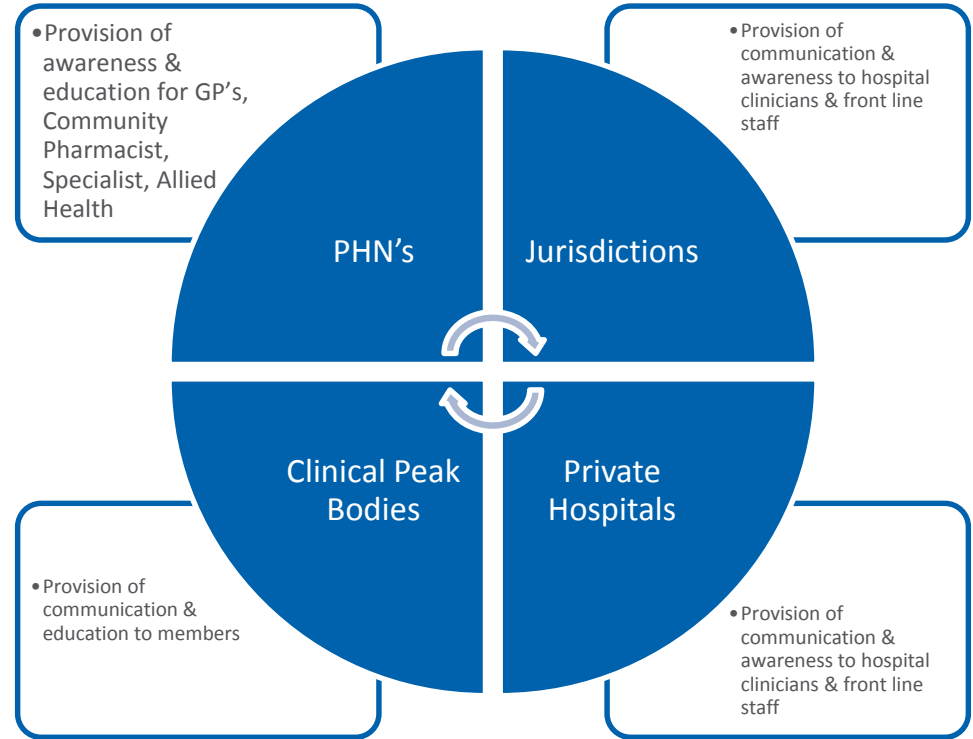 •Provision of
awareness &
education for GP’s,
Community
Pharmacist,
Specialist, Allied
Health
•Provision of
communication &
awareness to hospital
clinicians & front line
staff
PHN’s
Jurisdictions
Clinical Peak
Bodies
Private
Hospitals
•Provision of
communication &
education to members
•Provision of
communication &
awareness to hospital
clinicians & front line
staff